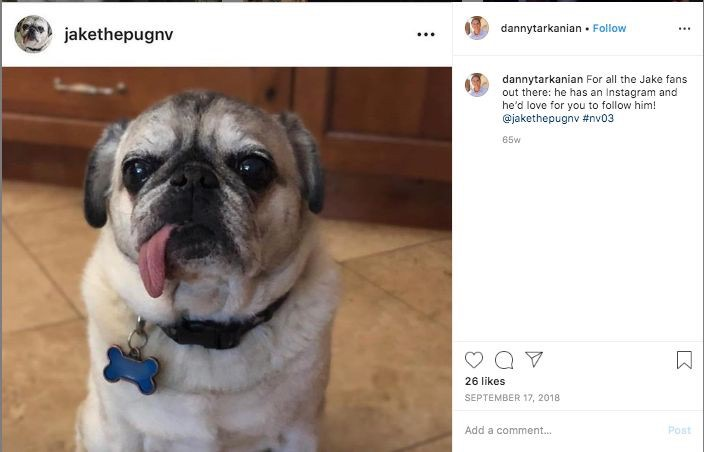 jakethepugnv
dannytarkanian • Follow
dannytarkanian For all the Jake fans
out there: he has an Instagram and
he'd love for you to follow him!
@jakethepugnv #nv03
65w
26 likes
SEPTEMBER 17, 2018
Add a comment...
Post